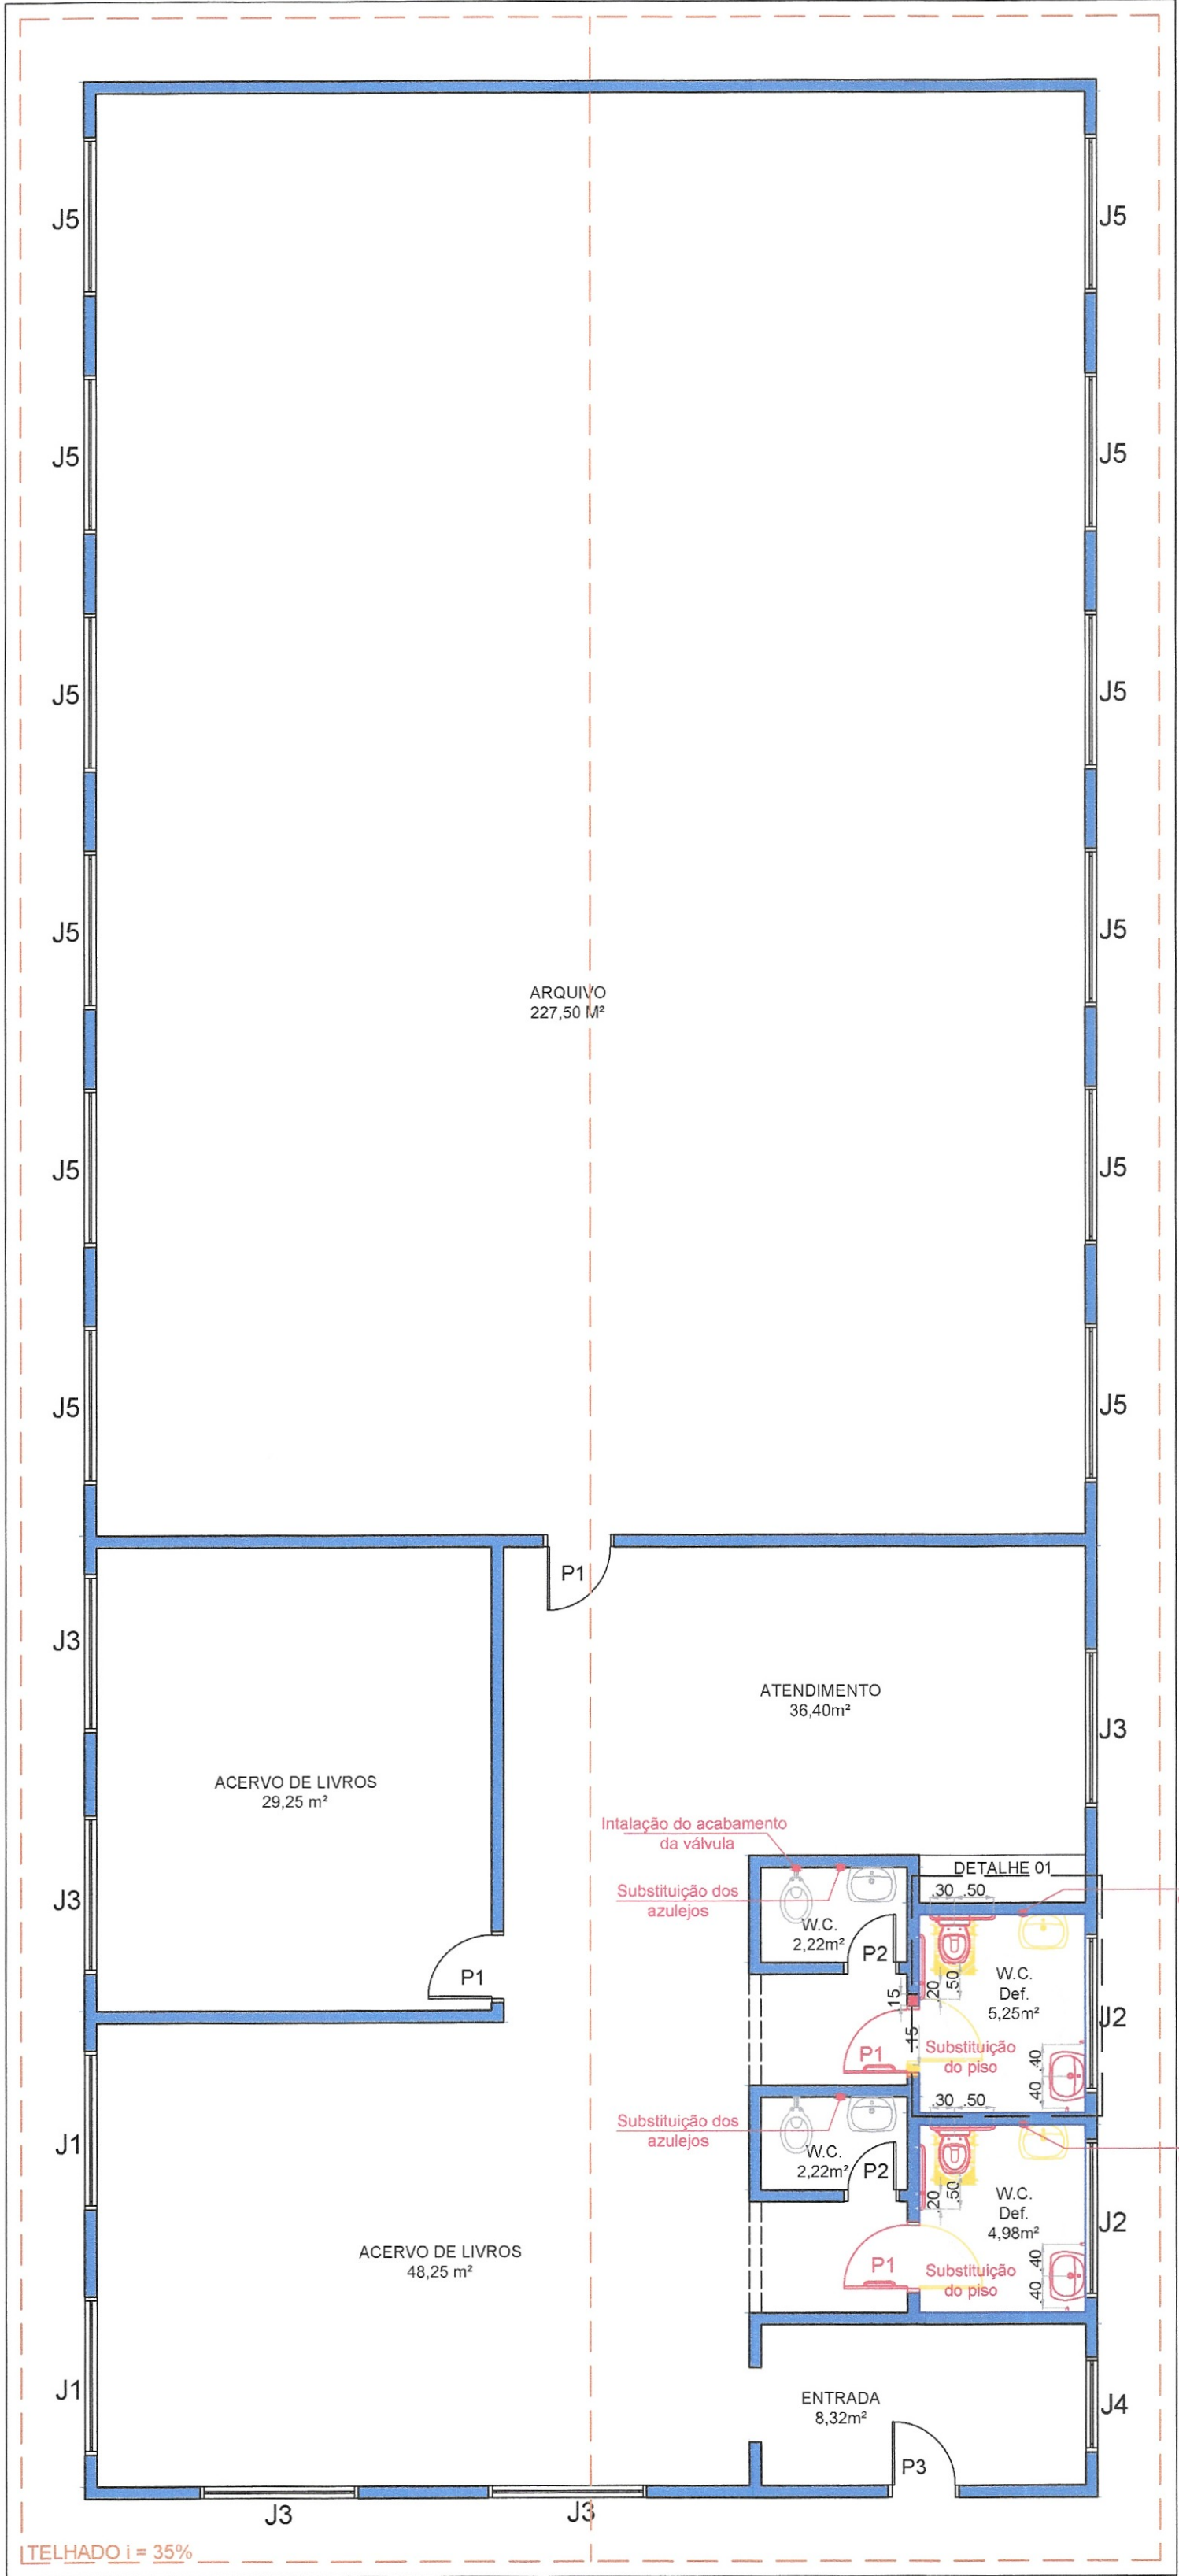 J5
J5
J5
J5
J5
J5
J5
J5
ARQUIVO
227,50 M²
J5
J5
J5
J5
P1
J3
ATENDIMENTO
36,40m²
J3
ACERVO DE LIVROS
29,25 m²
Intalação do acabamento
da válvula
DETALHE 01
.30 .50
Substituição dos
azulejos
J3
W.C.
2,22m²
P2
W.C.
Def.
5,25m²
.20
.50
P1
.15
.15
J2
P1
Substituição
do piso
.40
.40
.30 .50
Substituição dos
azulejos
J1
W.C.
2,22m²
P2
W.C.
Def.
4,98m²
.20
.50
J2
ACERVO DE LIVROS
48,25 m²
P1
Substituição
do piso
.40
.40
J1
ENTRADA
8,32m²
J4
P3
J3
J3
TELHADO i = 35%